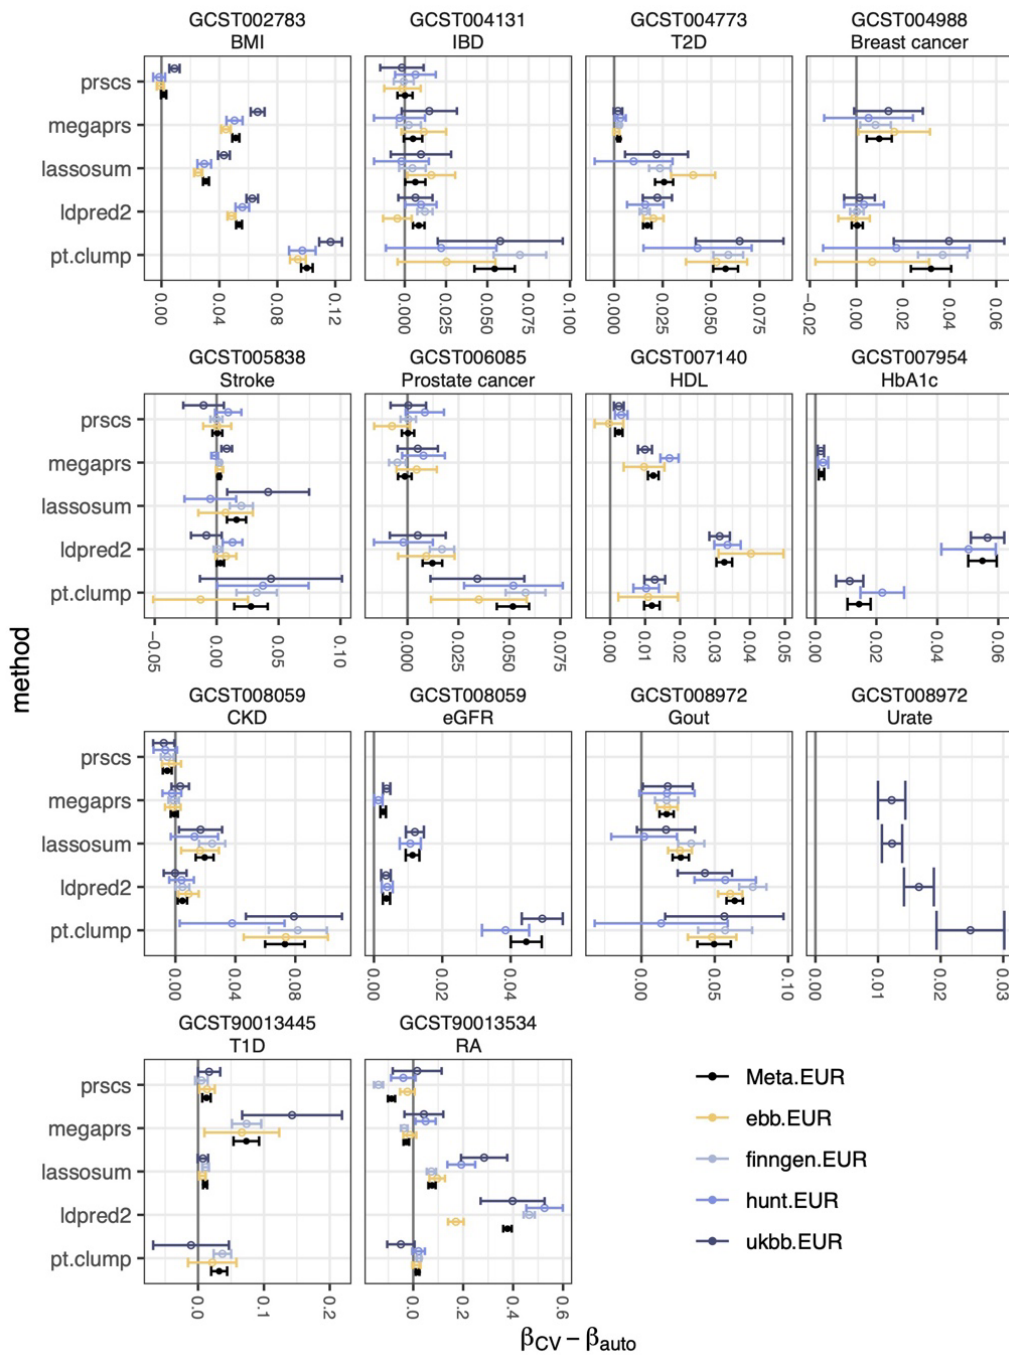 GCST002783 GCST004131 GCST004773 GCST004988
BMI IBD T2D Breast cancer
prscs
megaprs
lassosum
ldpred2
pt.clump
0.00 0.04 0.08 0.12 0.000 0.025 0.050 0.075 0.100 0.000 0.025 0.050 0.075 −0.02 0.00 0.02 0.04 0.06
GCST005838 GCST006085 GCST007140 GCST007954
Stroke Prostate cancer HDL HbA1c
prscs
megaprs
lassosum
ldpred2
pt.clump
−0.05 0.00 0.05 0.10 0.000 0.025 0.050 0.075 0.00 0.01 0.02 0.03 0.04 0.05 0.00 0.02 0.04 0.06
method
GCST008059 GCST008059 GCST008972 GCST008972
CKD eGFR Gout Urate
prscs
megaprs
lassosum
ldpred2
pt.clump
0.00 0.04 0.08 0.00 0.02 0.04 0.00 0.05 0.10 0.00 0.01 0.02 0.03
GCST90013445 GCST90013534
T1D RA
prscs
megaprs
lassosum
ldpred2
pt.clump
0.0 0.1 0.2 0.0 0.2 0.4 0.6
Meta.EUR
ebb.EUR
finngen.EUR
hunt.EUR
ukbb.EUR
βCV − βauto